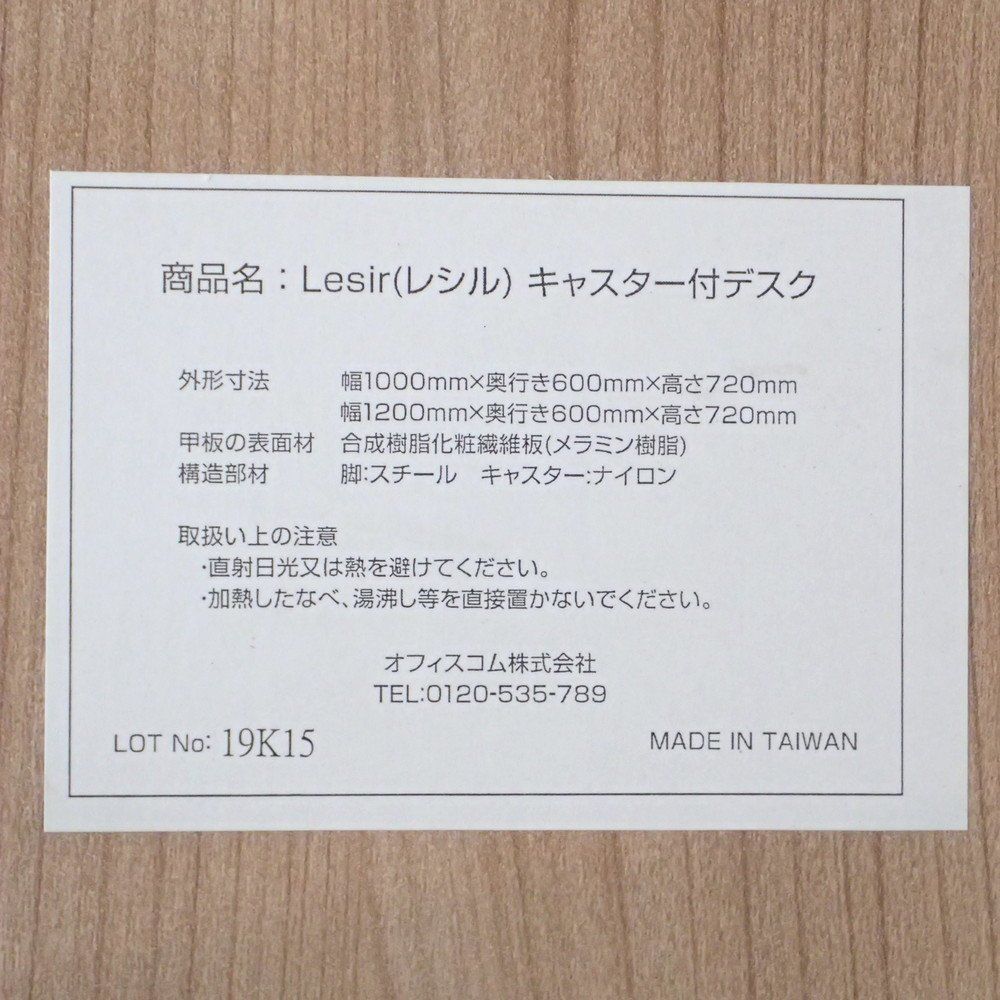 商品名：Lesir(レシル) キャスター付デスク
外形寸法　幅1000mm×奥行き600mm×高さ720mm
幅1200mm×奥行き600mm×高さ720mm
甲板の表面材　合成樹脂化粧繊維板(メラミン樹脂)
構造部材　脚:スチール　キャスター:ナイロン
取扱い上の注意
・直射日光又は熱を避けてください。
・加熱したなべ、湯沸し等を直接置かないでください。
オフィスコム株式会社
TEL:0120-535-789
LOT No: 19K15　MADE IN TAIWAN